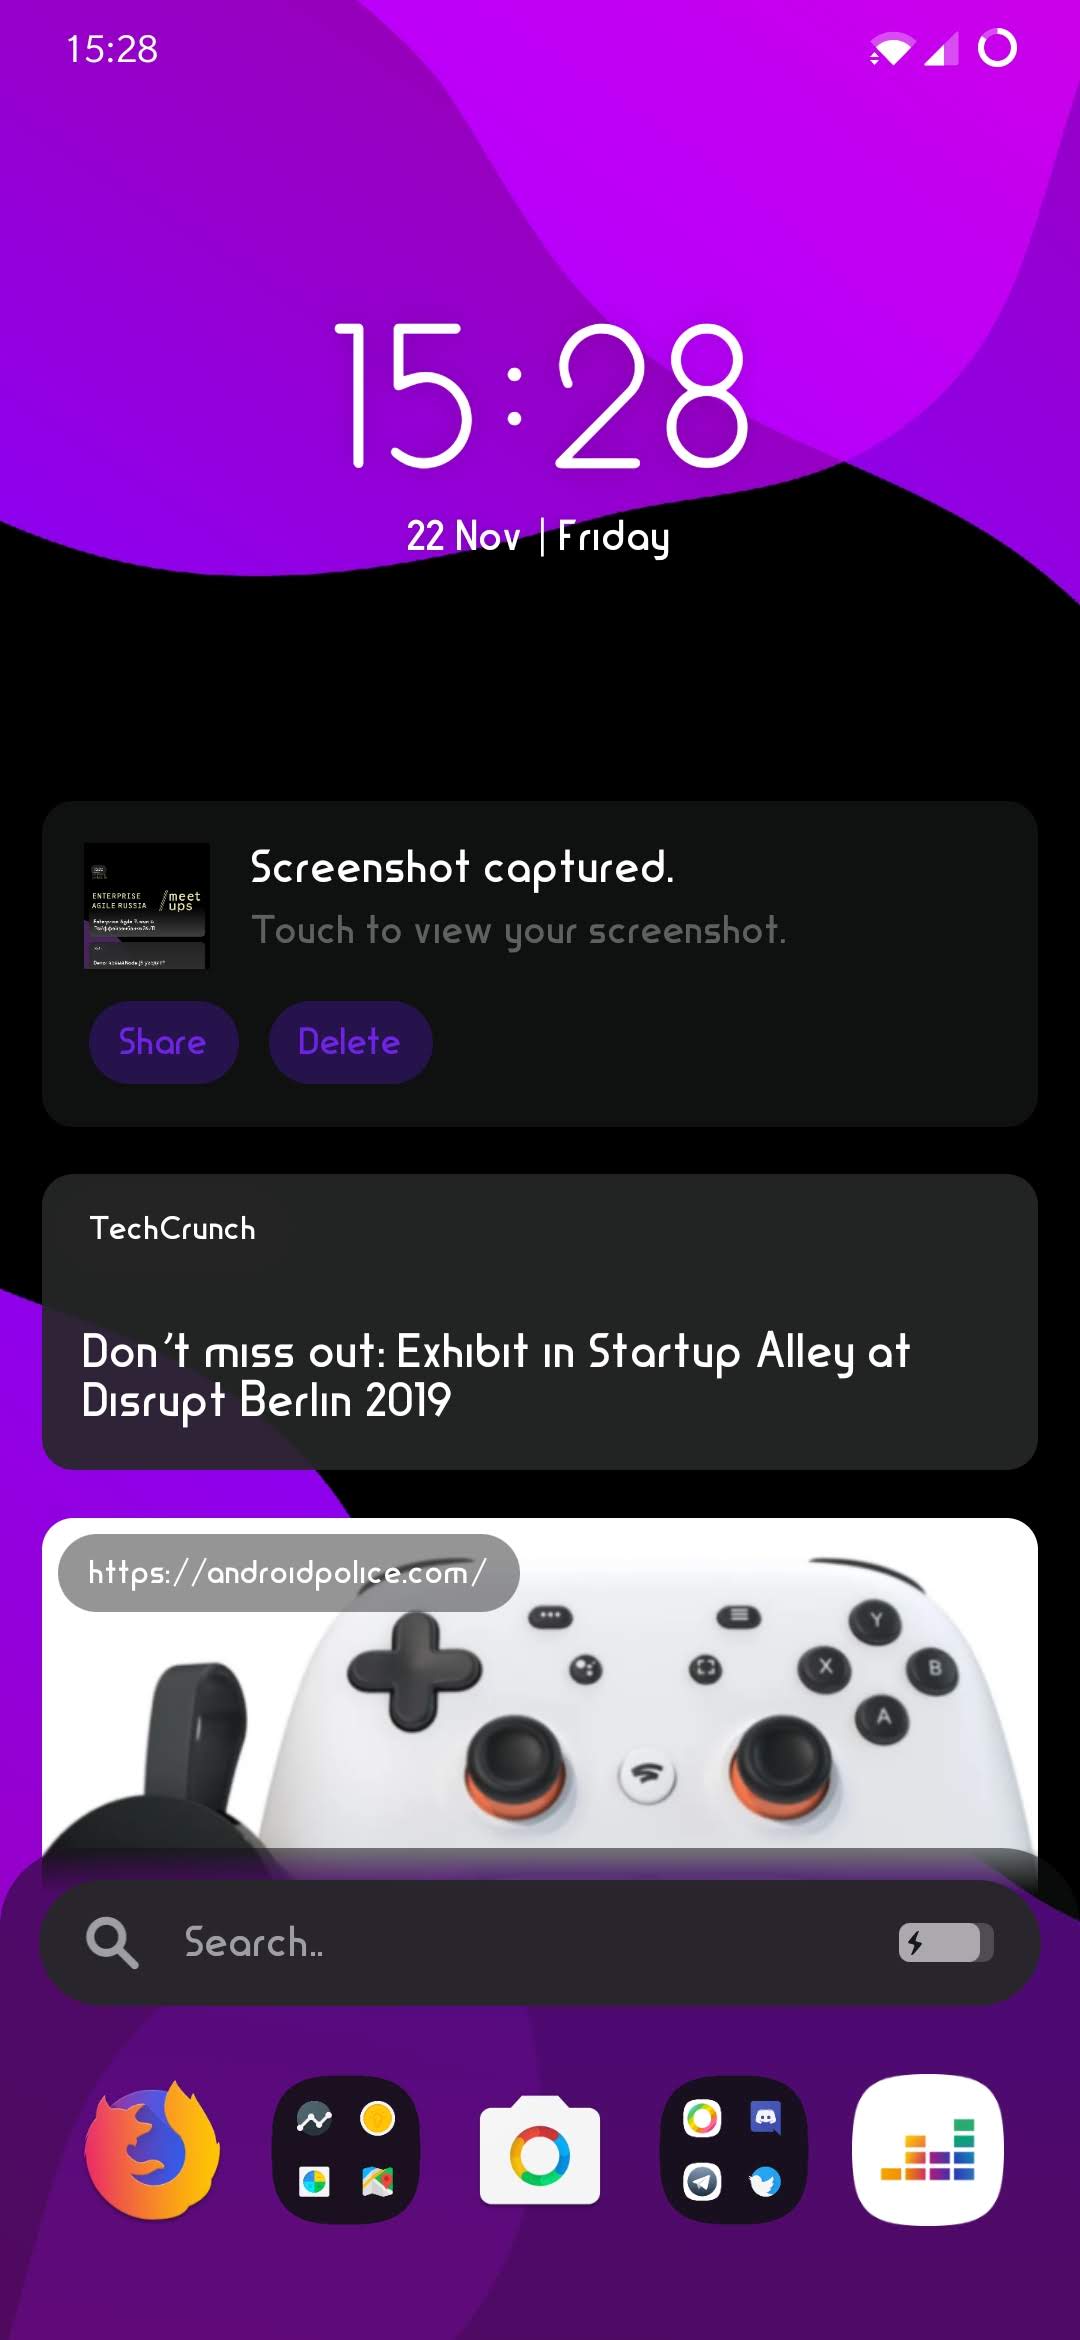 15:28
15:28
22 Nov | Friday
ENTERPRISE
AGILE RUSSIA
/meet
ups
Screenshot captured.
Touch to view your screenshot.
Share
Delete
TechCrunch
Don't miss out: Exhibit in Startup Alley at
Disrupt Berlin 2019
https://androidpolice.com/
Y
X
B
A
Search..